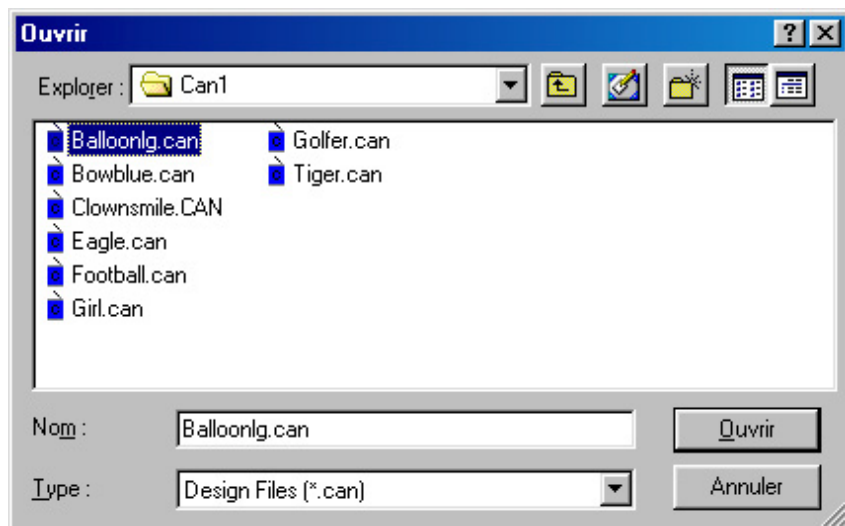 Ouvrir
Explorer : Can1
Balloonlg.can
Bowblue.can
Clownsmile.CAN
Eagle.can
Football.can
Girl.can
Golfer.can
Tiger.can
Nom : Balloonlg.can
Ouvrir
Type : Design Files (*.can)
Annuler